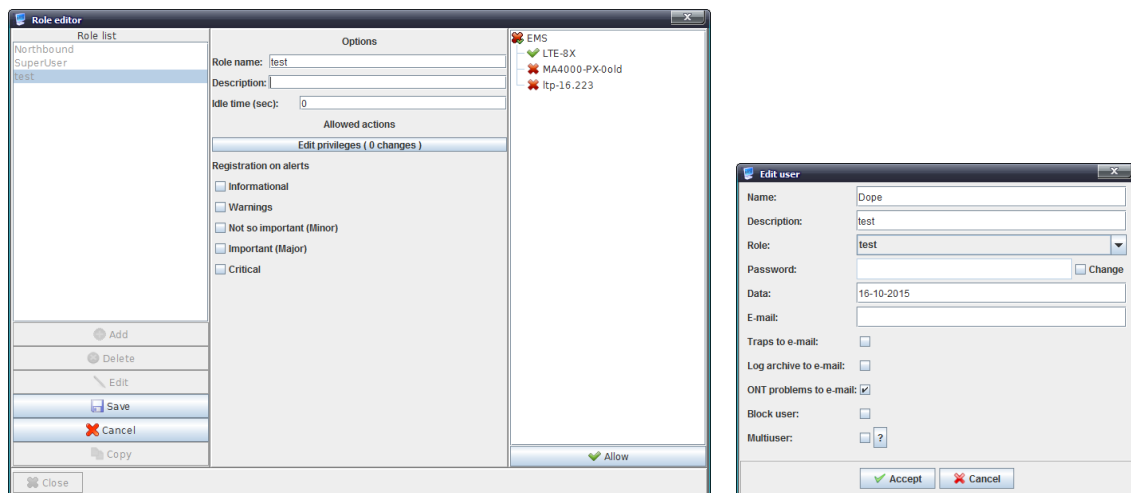 Role editor
Role list
Northbound
SuperUser
test
Add
Delete
Edit
Save
Cancel
Copy
Close
Options
Role name: test
Description:
Idle time (sec): 0
Allowed actions
Edit privileges ( 0 changes )
Registration on alerts
Informational
Warnings
Not so important (Minor)
Important (Major)
Critical
EMS
LTE-8X
MA4000-PX-0old
ltp-16.223
Allow
Edit user
Name: Dope
Description: test
Role: test
Password: Change
Data: 16-10-2015
E-mail:
Traps to e-mail:
Log archive to e-mail:
ONT problems to e-mail:
Block user:
Multiuser: ?
Accept Cancel